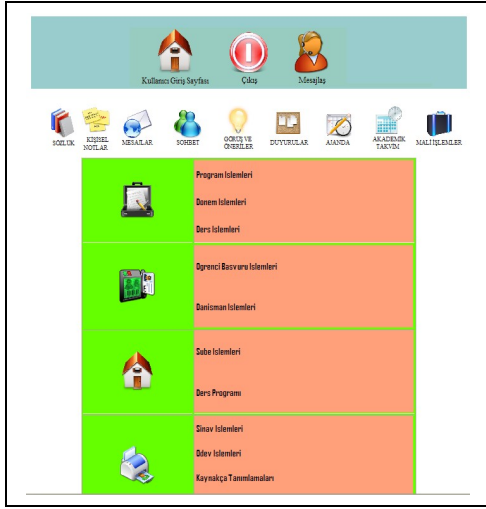 Kullanıcı Giriş Sayfası
Çıkış
Mesajlaş
SÖZLÜK
KİŞİSEL
NOTLAR
MESAJLAR
SOHBET
GÖRÜŞ VE
ÖNERİLER
DUYURULAR
AJANDA
AKADEMİK
TAKVİM
MALİ İŞLEMLER
Program Islemleri
Donem Islemleri
Ders Islemleri
Ogrenci Basvuru Islemleri
Danisman Islemleri
Sube Islemleri
Ders Programı
Sinav Islemleri
Odev Islemleri
Kaynakça Tanımlamaları